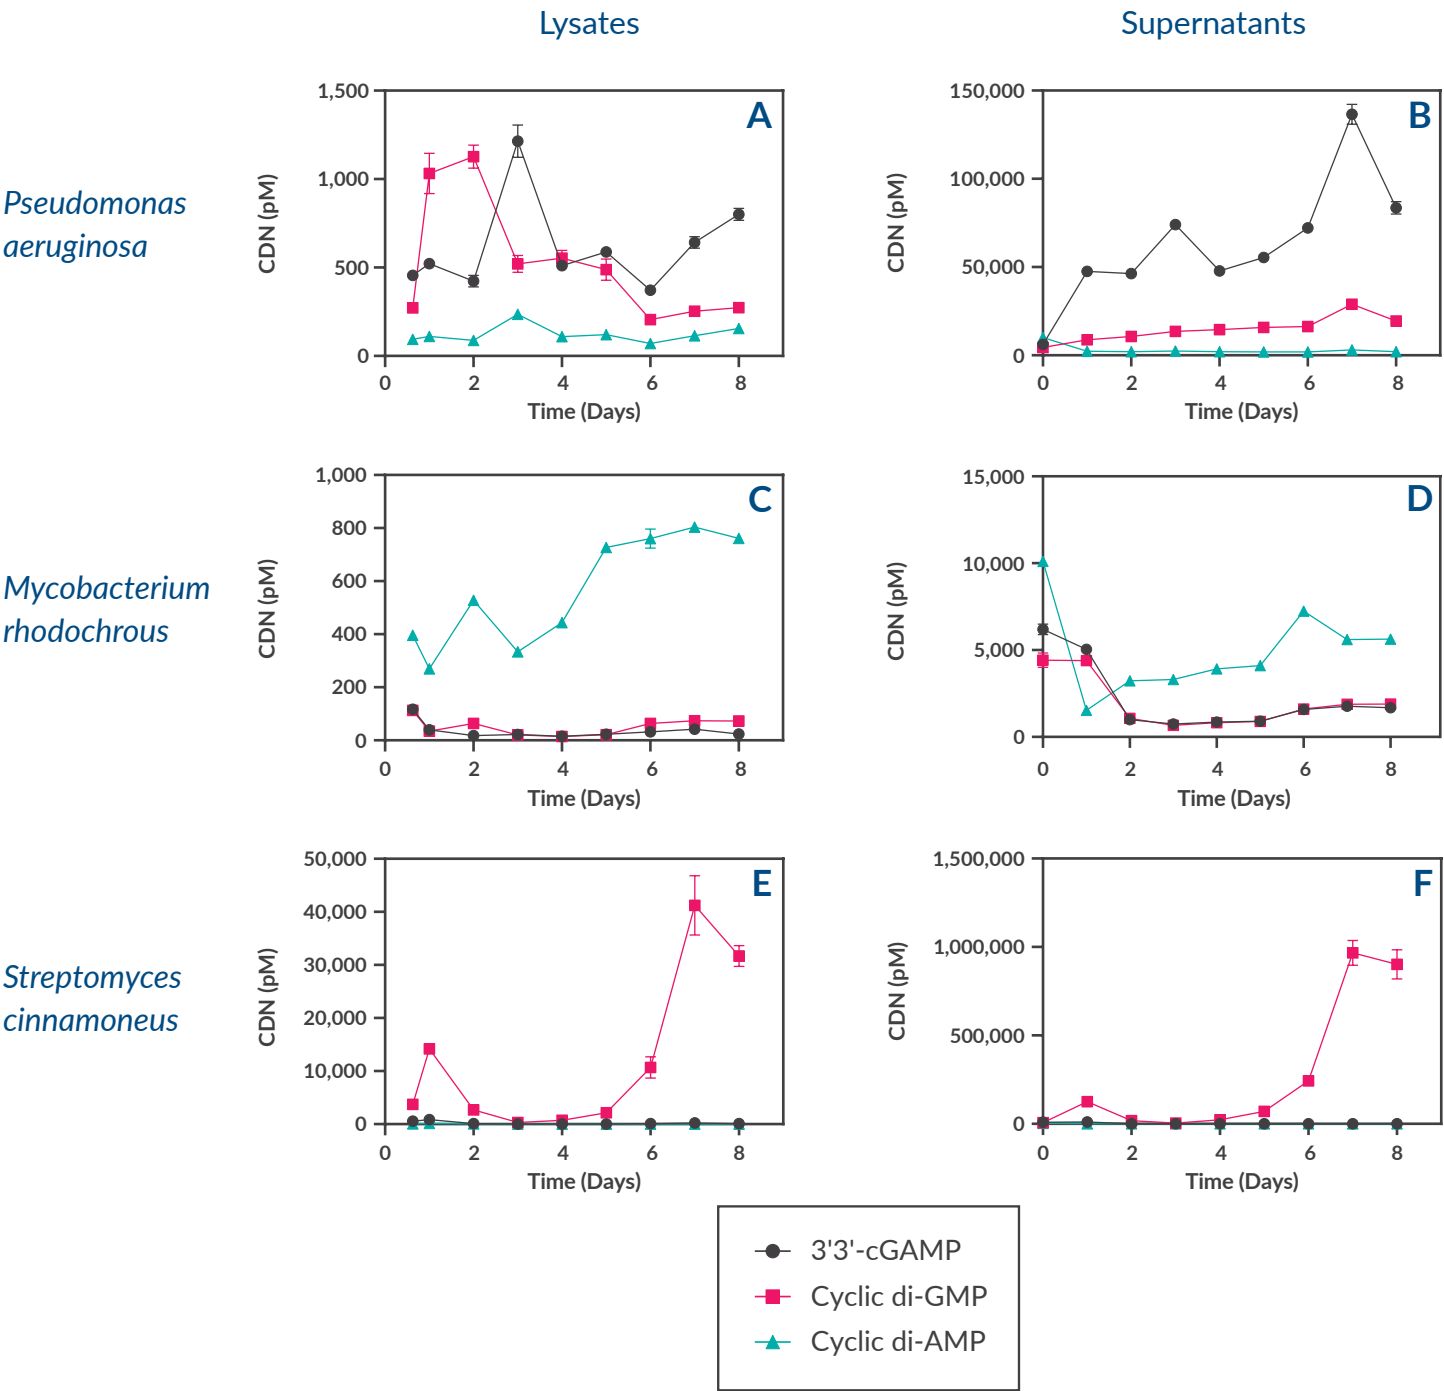 Lysates
Supernatants
Pseudomonas
aeruginosa
A
CDN (pM)
1,500
1,000
500
0
0 2 4 6 8
Time (Days)
B
CDN (pM)
150,000
100,000
50,000
0
0 2 4 6 8
Time (Days)
Mycobacterium
rhodochrous
C
CDN (pM)
1,000
800
600
400
200
0
0 2 4 6 8
Time (Days)
D
CDN (pM)
15,000
10,000
5,000
0
0 2 4 6 8
Time (Days)
Streptomyces
cinnamoneus
E
CDN (pM)
50,000
40,000
30,000
20,000
10,000
0
0 2 4 6 8
Time (Days)
F
CDN (pM)
1,500,000
1,000,000
500,000
0
0 2 4 6 8
Time (Days)
3'3'-cGAMP
Cyclic di-GMP
Cyclic di-AMP